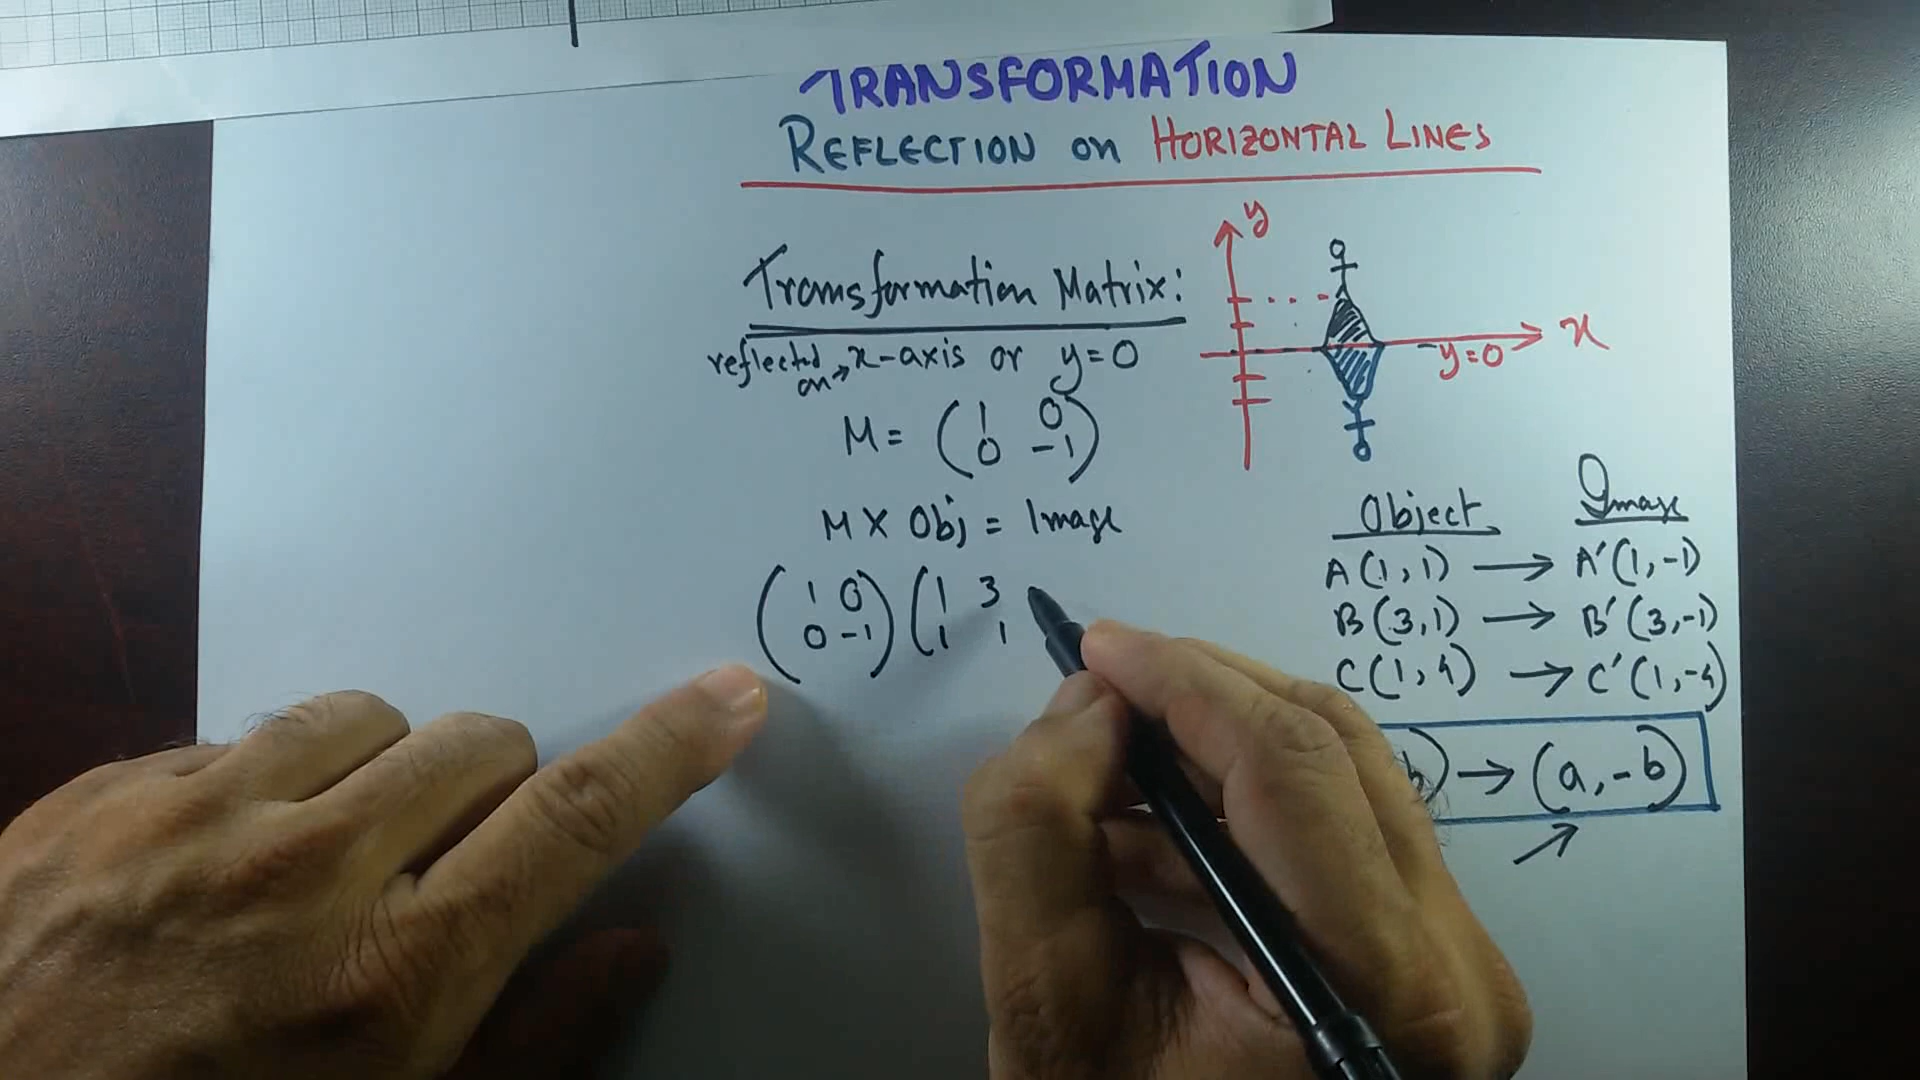 TRANSFORMATION
REFLECTION on HORIZONTAL LINES
Transformation Matrix:
reflected on → x-axis or y=0
M = (1 0
0 -1)
M X Obj = Image
(1 0) (1 3
0 -1) (1 1
y
x
y=0
Object Image
A(1,1) → A'(1,-1)
B(3,1) → B'(3,-1)
C(1,4) → C'(1,-4)
b) → (a,-b)